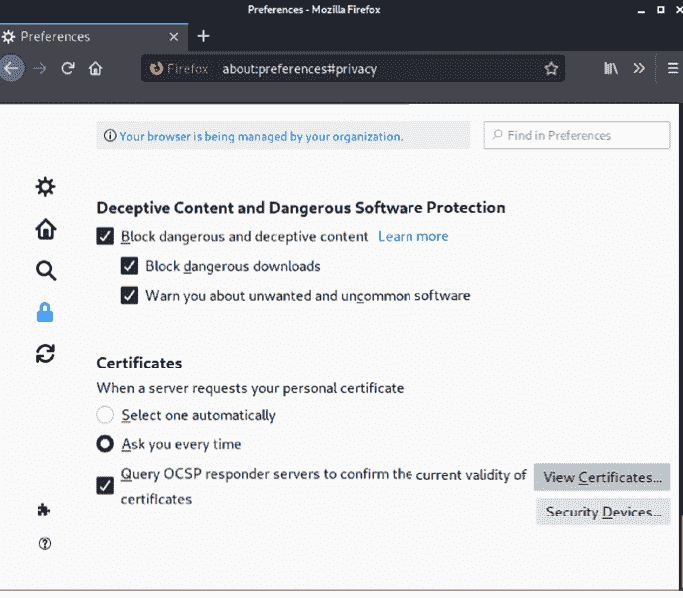 Preferences - Mozilla Firefox
Preferences
Firefox about:preferences#privacy
Your browser is being managed by your organization.
Find in Preferences
Deceptive Content and Dangerous Software Protection
Block dangerous and deceptive content Learn more
Block dangerous downloads
Warn you about unwanted and uncommon software
Certificates
When a server requests your personal certificate
Select one automatically
Ask you every time
Query OCSP responder servers to confirm the current validity of
certificates
View Certificates...
Security Devices...